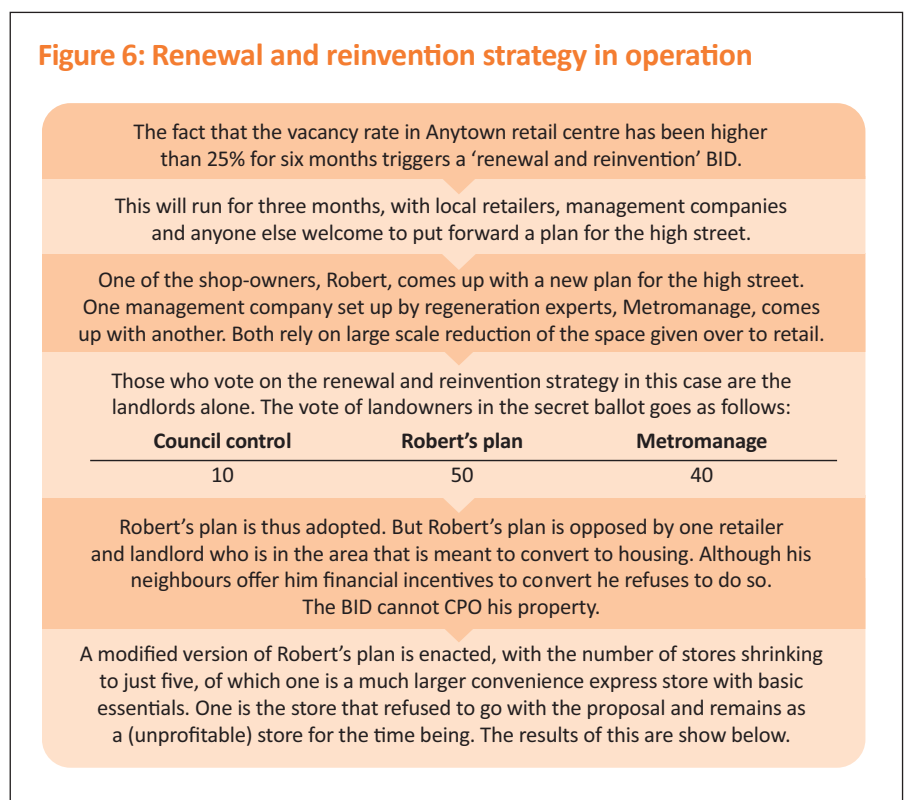 Figure 6: Renewal and reinvention strategy in operation
The fact that the vacancy rate in Anytown retail centre has been higher
than 25% for six months triggers a ‘renewal and reinvention’ BID.
This will run for three months, with local retailers, management companies
and anyone else welcome to put forward a plan for the high street.
One of the shop-owners, Robert, comes up with a new plan for the high street.
One management company set up by regeneration experts, Metromanage, comes
up with another. Both rely on large scale reduction of the space given over to retail.
Those who vote on the renewal and reinvention strategy in this case are the
landlords alone. The vote of landowners in the secret ballot goes as follows:
Council control Robert’s plan Metromanage
10 50 40
Robert’s plan is thus adopted. But Robert’s plan is opposed by one retailer
and landlord who is in the area that is meant to convert to housing. Although his
neighbours offer him financial incentives to convert he refuses to do so.
The BID cannot CPO his property.
A modified version of Robert’s plan is enacted, with the number of stores shrinking
to just five, of which one is a much larger convenience express store with basic
essentials. One is the store that refused to go with the proposal and remains as
a (unprofitable) store for the time being. The results of this are show below.